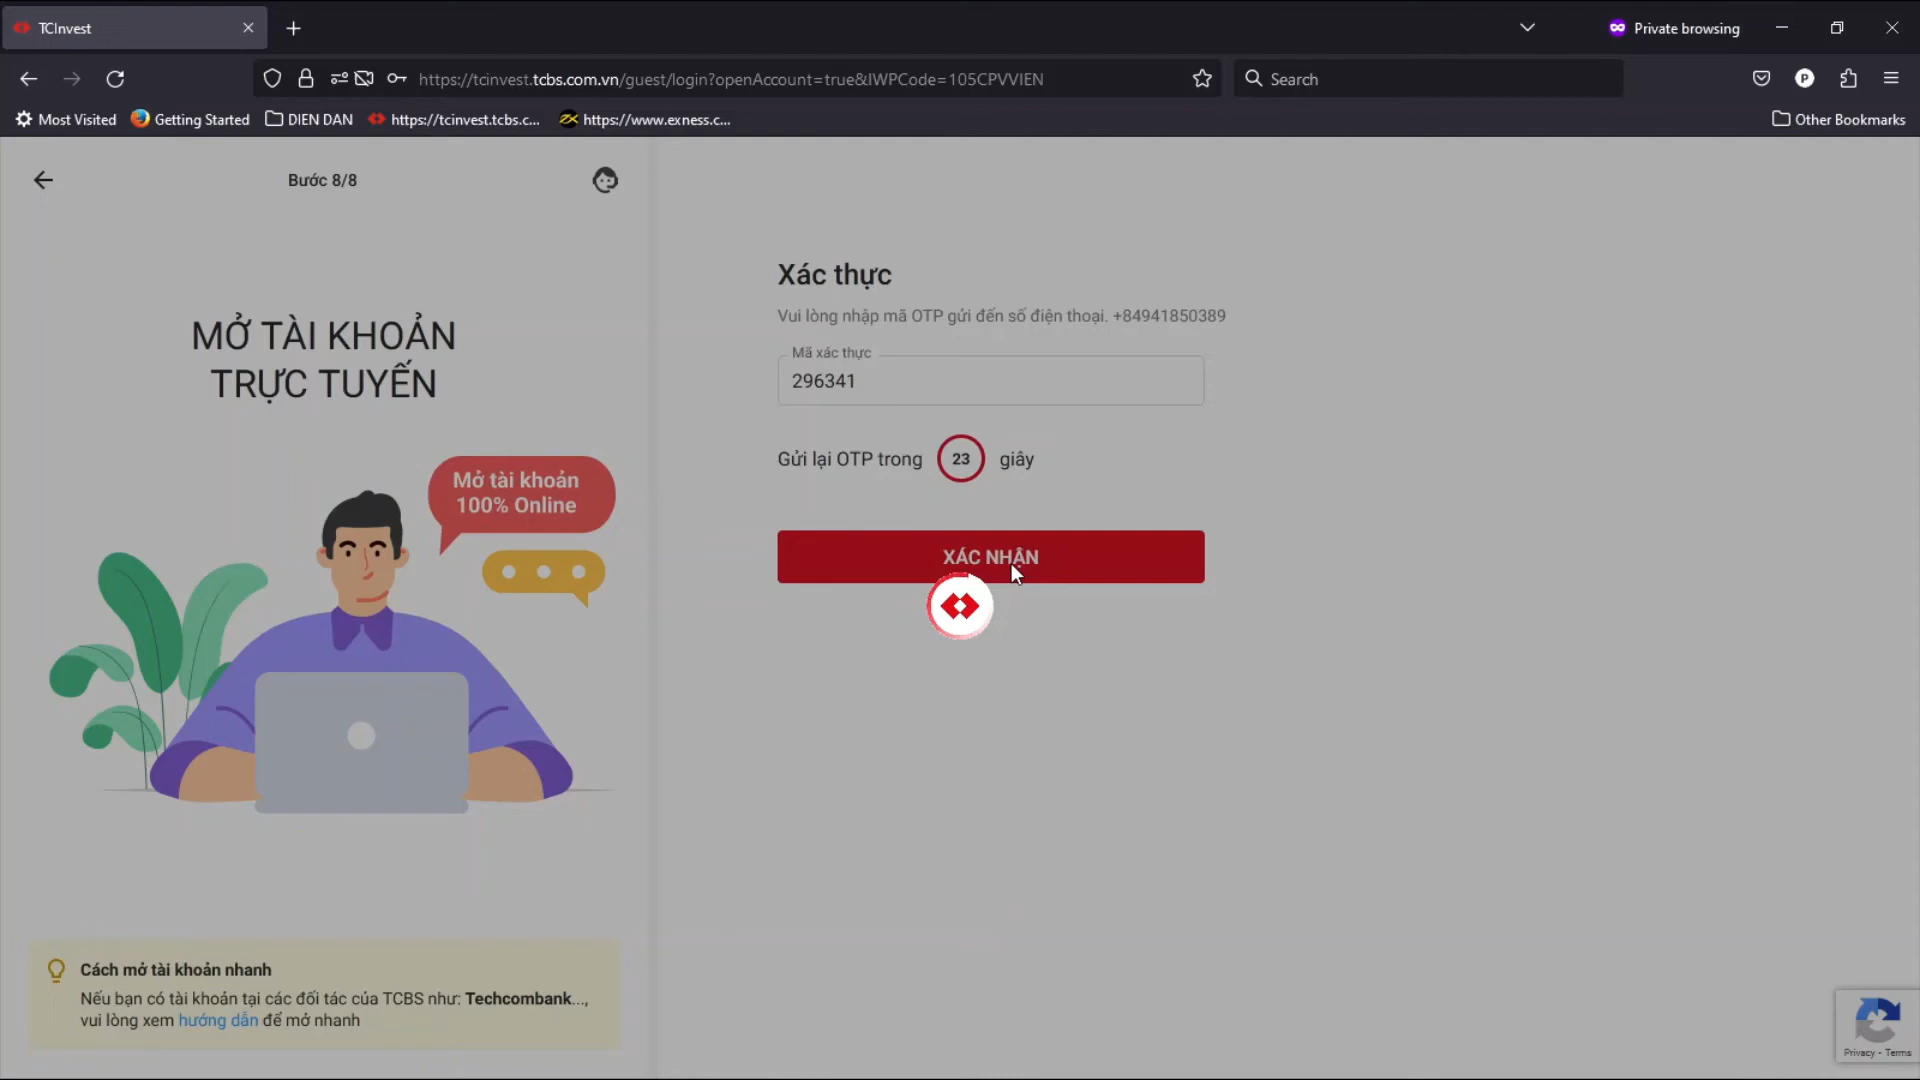 TCInvest
Private browsing
https://tcinvest.tcbs.com.vn/guest/login?openAccount=true&IWPCode=105CPVVIEN
Search
P
Most Visited
Getting Started
DIEN DAN
https://tcinvest.tcbs.c...
https://www.exness.c...
Other Bookmarks
Bước 8/8
MỞ TÀI KHOẢN
TRỰC TUYẾN
Mở tài khoản
100% Online
Cách mở tài khoản nhanh
Nếu bạn có tài khoản tại các đối tác của TCBS như: Techcombank...,
vui lòng xem hướng dẫn để mở nhanh
Xác thực
Vui lòng nhập mã OTP gửi đến số điện thoại. +84941850389
Mã xác thực
296341
Gửi lại OTP trong 23 giây
XÁC NHẬN
Privacy - Terms